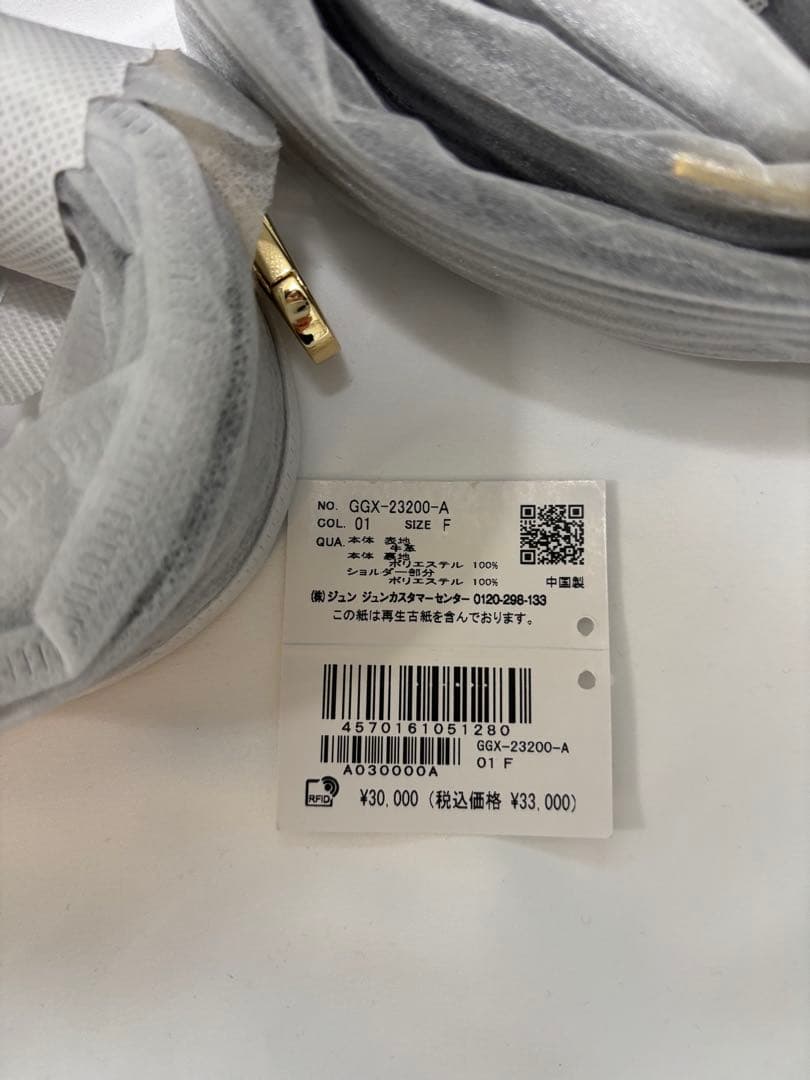 NO. GGX-23200-A
COL. 01 SIZE F
QUA. 本体 表地
牛革
本体 裏地
ポリエステル 100%
ショルダー部分
ポリエステル 100%
中国製
(株)ジュン ジュンカスタマーセンター 0120-298-133
この紙は再生古紙を含んでおります。
4570161051280
GGX-23200-A
01 F
A030000A
RFID
¥30,000 (税込価格 ¥33,000)